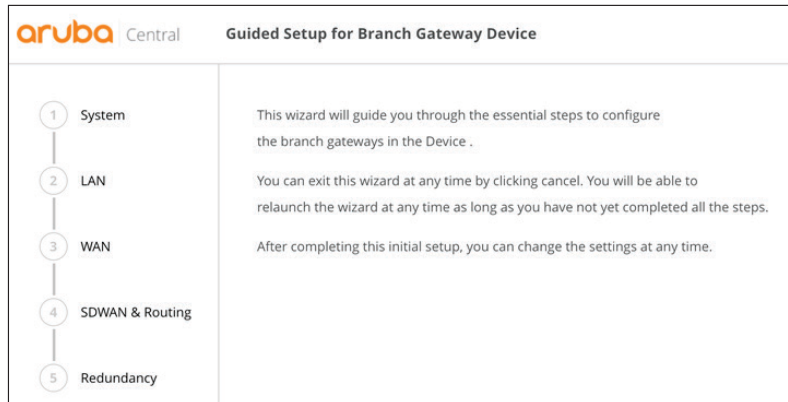 aruba Central
Guided Setup for Branch Gateway Device
1 System
2 LAN
3 WAN
4 SDWAN & Routing
5 Redundancy
This wizard will guide you through the essential steps to configure
the branch gateways in the Device .
You can exit this wizard at any time by clicking cancel. You will be able to
relaunch the wizard at any time as long as you have not yet completed all the steps.
After completing this initial setup, you can change the settings at any time.